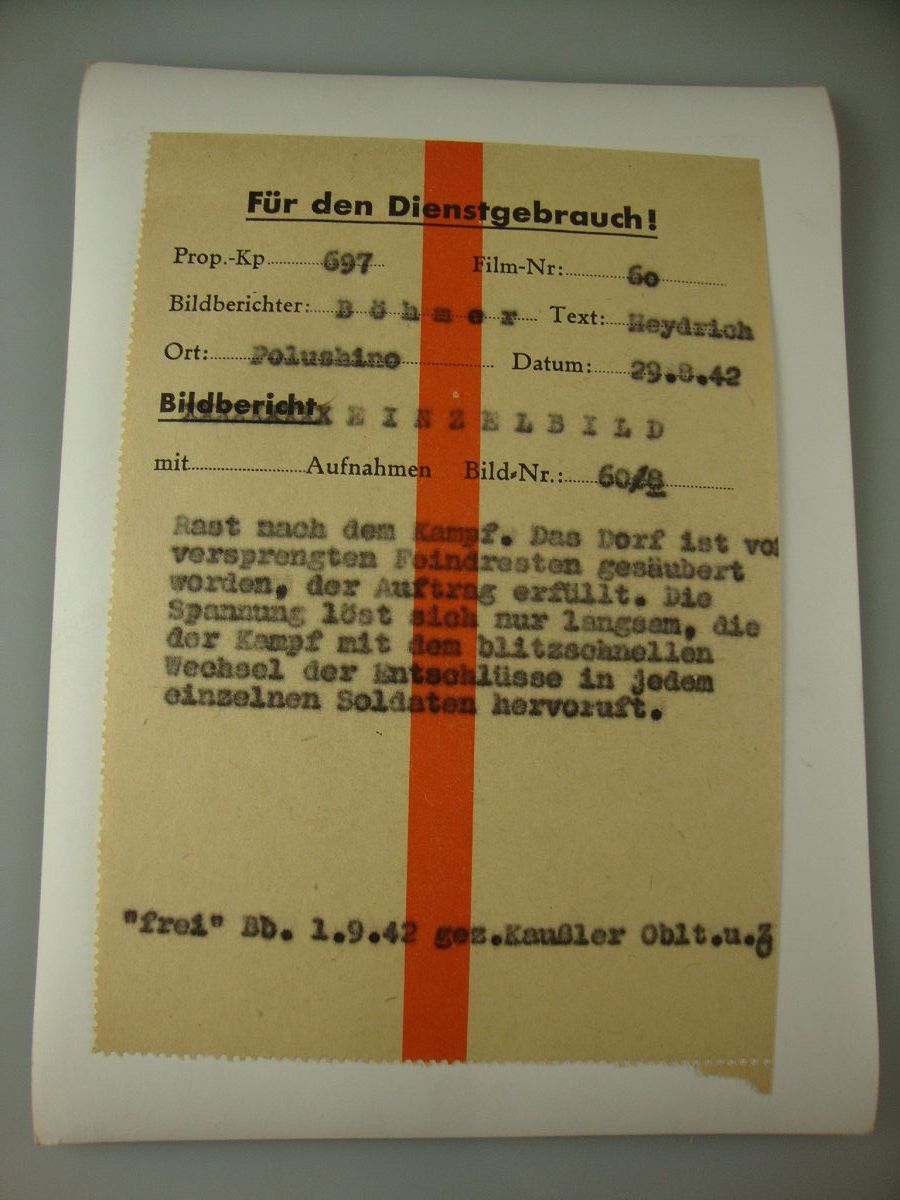 Für den Dienstgebrauch!
Prop.-Kp. 697 Film-Nr: 60
Bildberichter: Böhmer Text: Heydrich
Ort: Polushino Datum: 29.8.42
Bildbericht EINZELBILD
mit Aufnahmen Bild-Nr.: 60/8
Rast nach dem Kampf. Das Dorf ist von
versprengten Feindresten gesäubert
worden, der Auftrag erfüllt. Die
Spannung löst sich nur langsam, die
der Kampf mit dem blitzschnellen
Wechsel der Entschlüsse in jedem
einzelnen Soldaten hervoruft.
"frei" Bb. 1.9.42 gez.Kaußler Oblt.u.